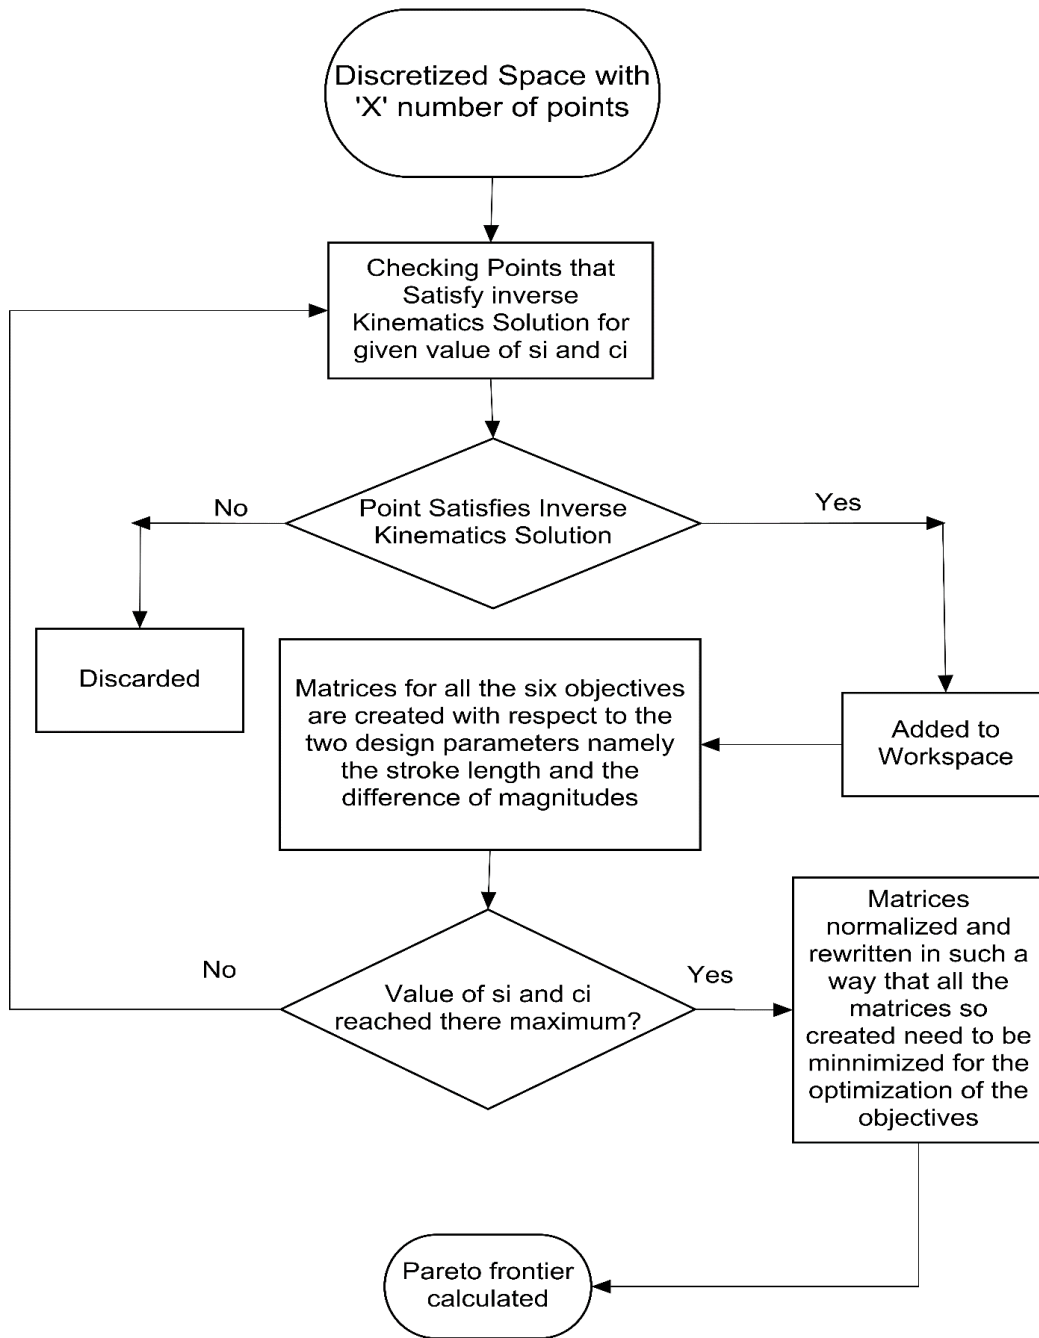 Discretized Space with
'X' number of points
Checking Points that
Satisfy inverse
Kinematics Solution for
given value of si and ci
No
Point Satisfies Inverse
Kinematics Solution
Yes
Discarded
Matrices for all the six objectives
are created with respect to the
two design parameters namely
the stroke length and the
difference of magnitudes
Added to
Workspace
No
Value of si and ci
reached there maximum?
Yes
Matrices
normalized and
rewritten in such a
way that all the
matrices so
created need to be
minnimized for the
optimization of the
objectives
Pareto frontier
calculated